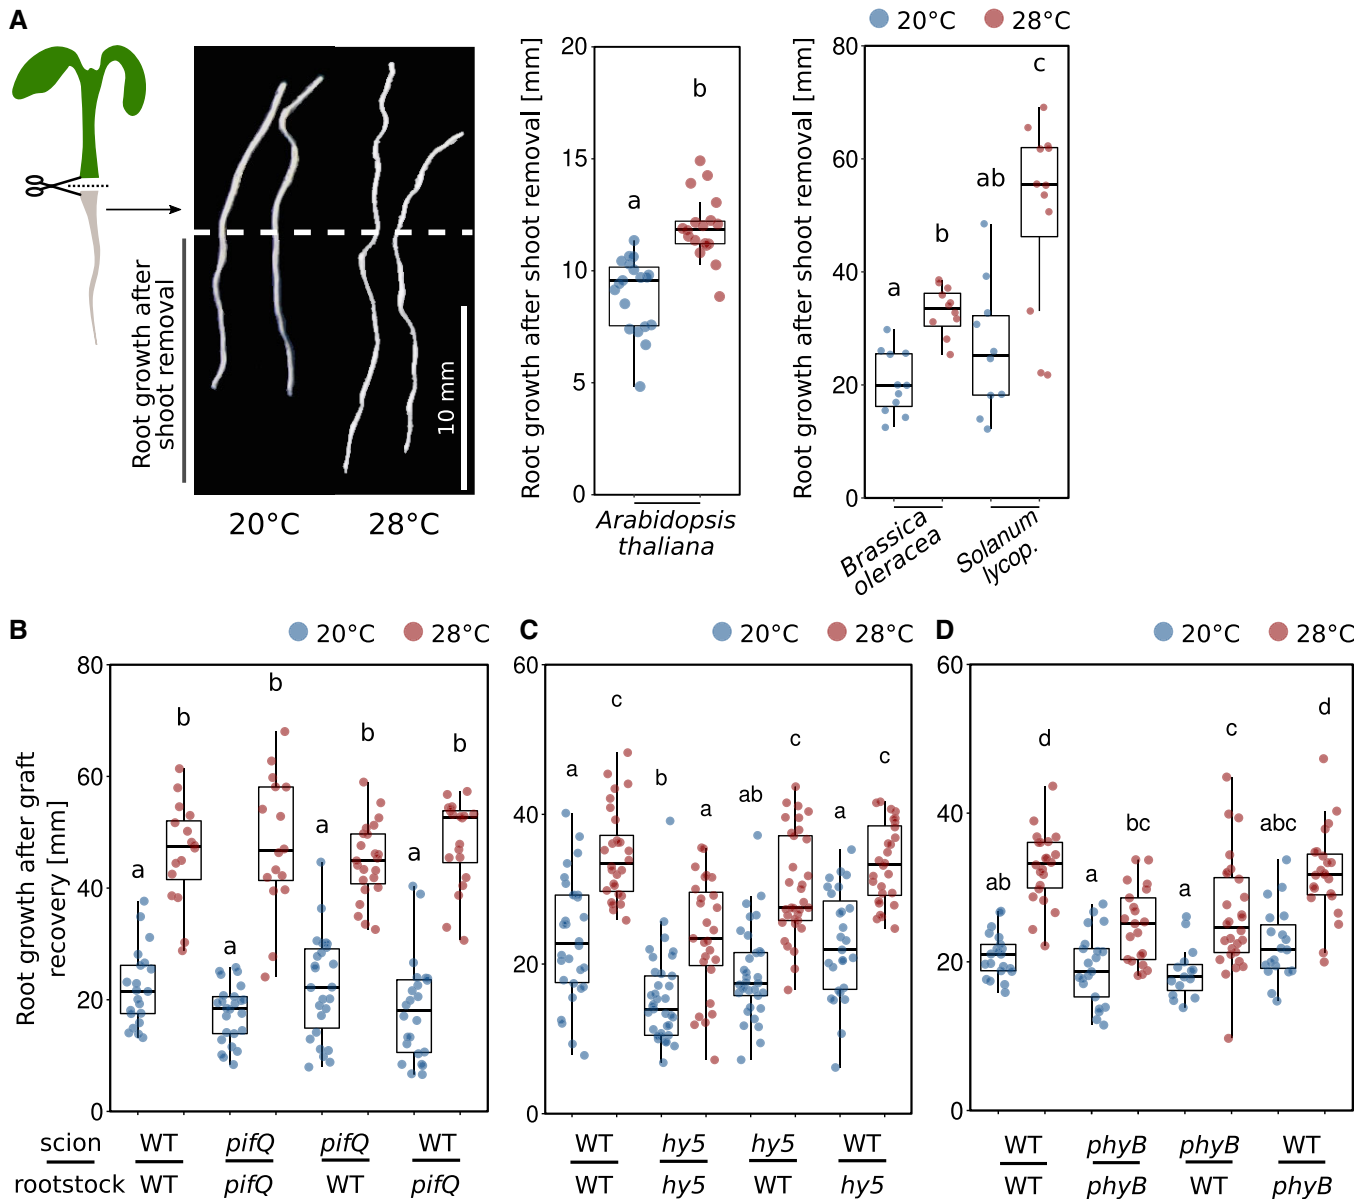 A
20°C 28°C
Root growth after
shoot removal
10 mm
20°C 28°C
Root growth after shoot removal [mm]
20
15
10
5
0
a
b
Arabidopsis
thaliana
Root growth after shoot removal [mm]
80
60
40
20
0
a
b
ab
c
Brassica
oleracea
Solanum
lycop.
B
20°C 28°C
Root growth after graft
recovery [mm]
80
60
40
20
0
a b a b a b a b
scion WT pifQ pifQ WT
rootstock WT pifQ WT pifQ
C
20°C 28°C
60
40
20
0
a c b a ab c a c
WT hy5 hy5 WT
WT hy5 WT hy5
D
20°C 28°C
60
40
20
0
ab d a bc a c abc d
WT phyB phyB WT
WT phyB WT phyB